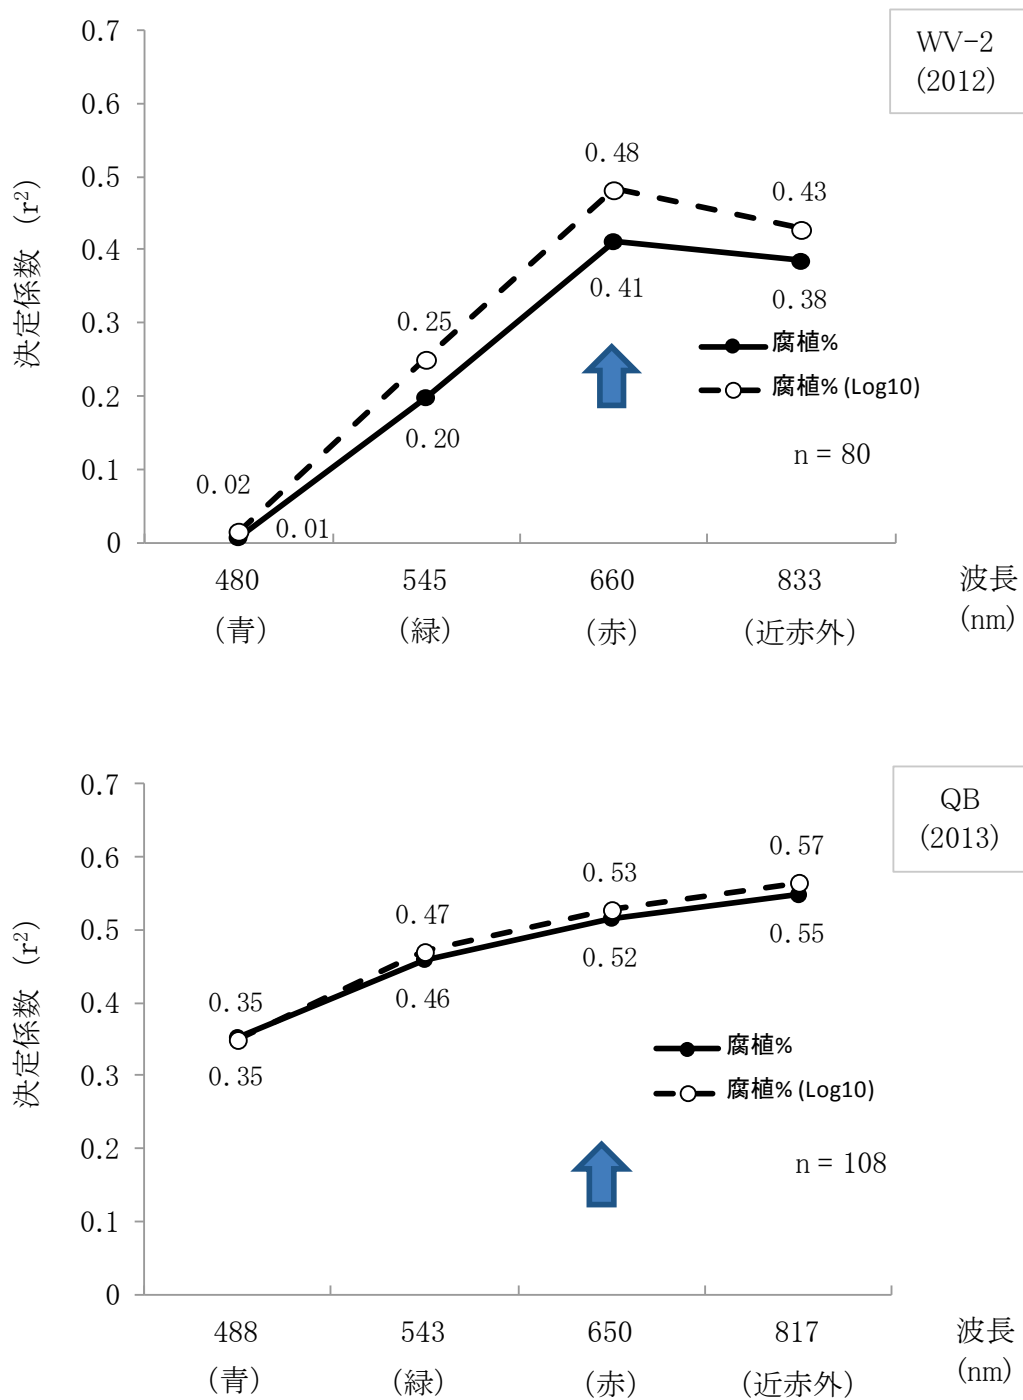 WV-2
(2012)
決定係数 (r²)
0.7
0.6
0.5
0.4
0.3
0.2
0.1
0
0.48
0.43
0.41
0.38
0.25
0.20
0.02
0.01
腐植%
腐植% (Log10)
n = 80
480 545 660 833 波長
(青) (緑) (赤) (近赤外) (nm)
QB
(2013)
決定係数 (r²)
0.7
0.6
0.5
0.4
0.3
0.2
0.1
0
0.57
0.53
0.55
0.47
0.52
0.46
0.35
0.35
腐植%
腐植% (Log10)
n = 108
488 543 650 817 波長
(青) (緑) (赤) (近赤外) (nm)